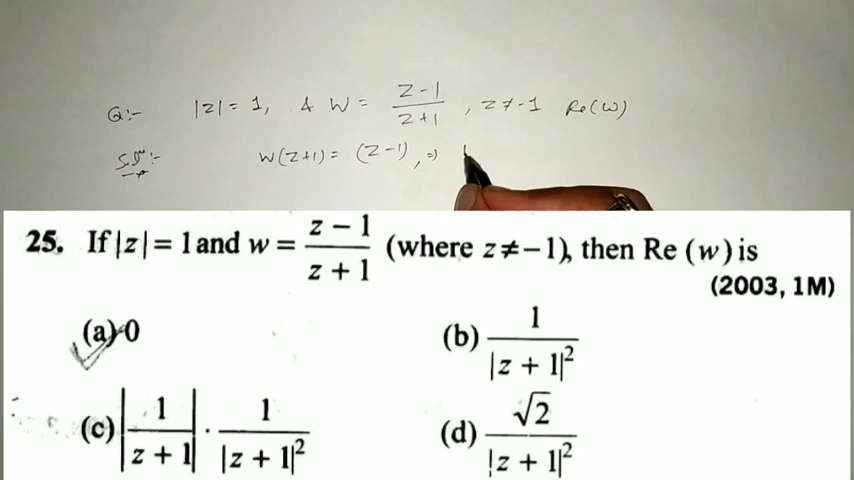 Q:- |z| = 1, & W = z-1/z+1, z ≠ -1 Re(w)
W(z+1) = (z-1), ⇒
25. If |z| = 1 and w = z − 1/z + 1 (where z ≠ −1), then Re (w) is
(2003, 1M)
(a) 0
(b) 1/|z + 1|²
(c) |1/z + 1| · 1/|z + 1|²
(d) √2/|z + 1|²